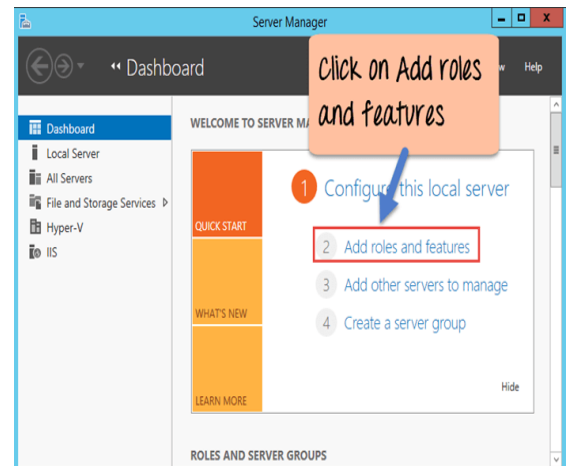 Server Manager
Dashboard
w
Help
Click on Add roles
and features
Dashboard
Local Server
All Servers
File and Storage Services
Hyper-V
IIS
WELCOME TO SERVER MA
QUICK START
WHAT'S NEW
LEARN MORE
1 Configure this local server
2 Add roles and features
3 Add other servers to manage
4 Create a server group
Hide
ROLES AND SERVER GROUPS